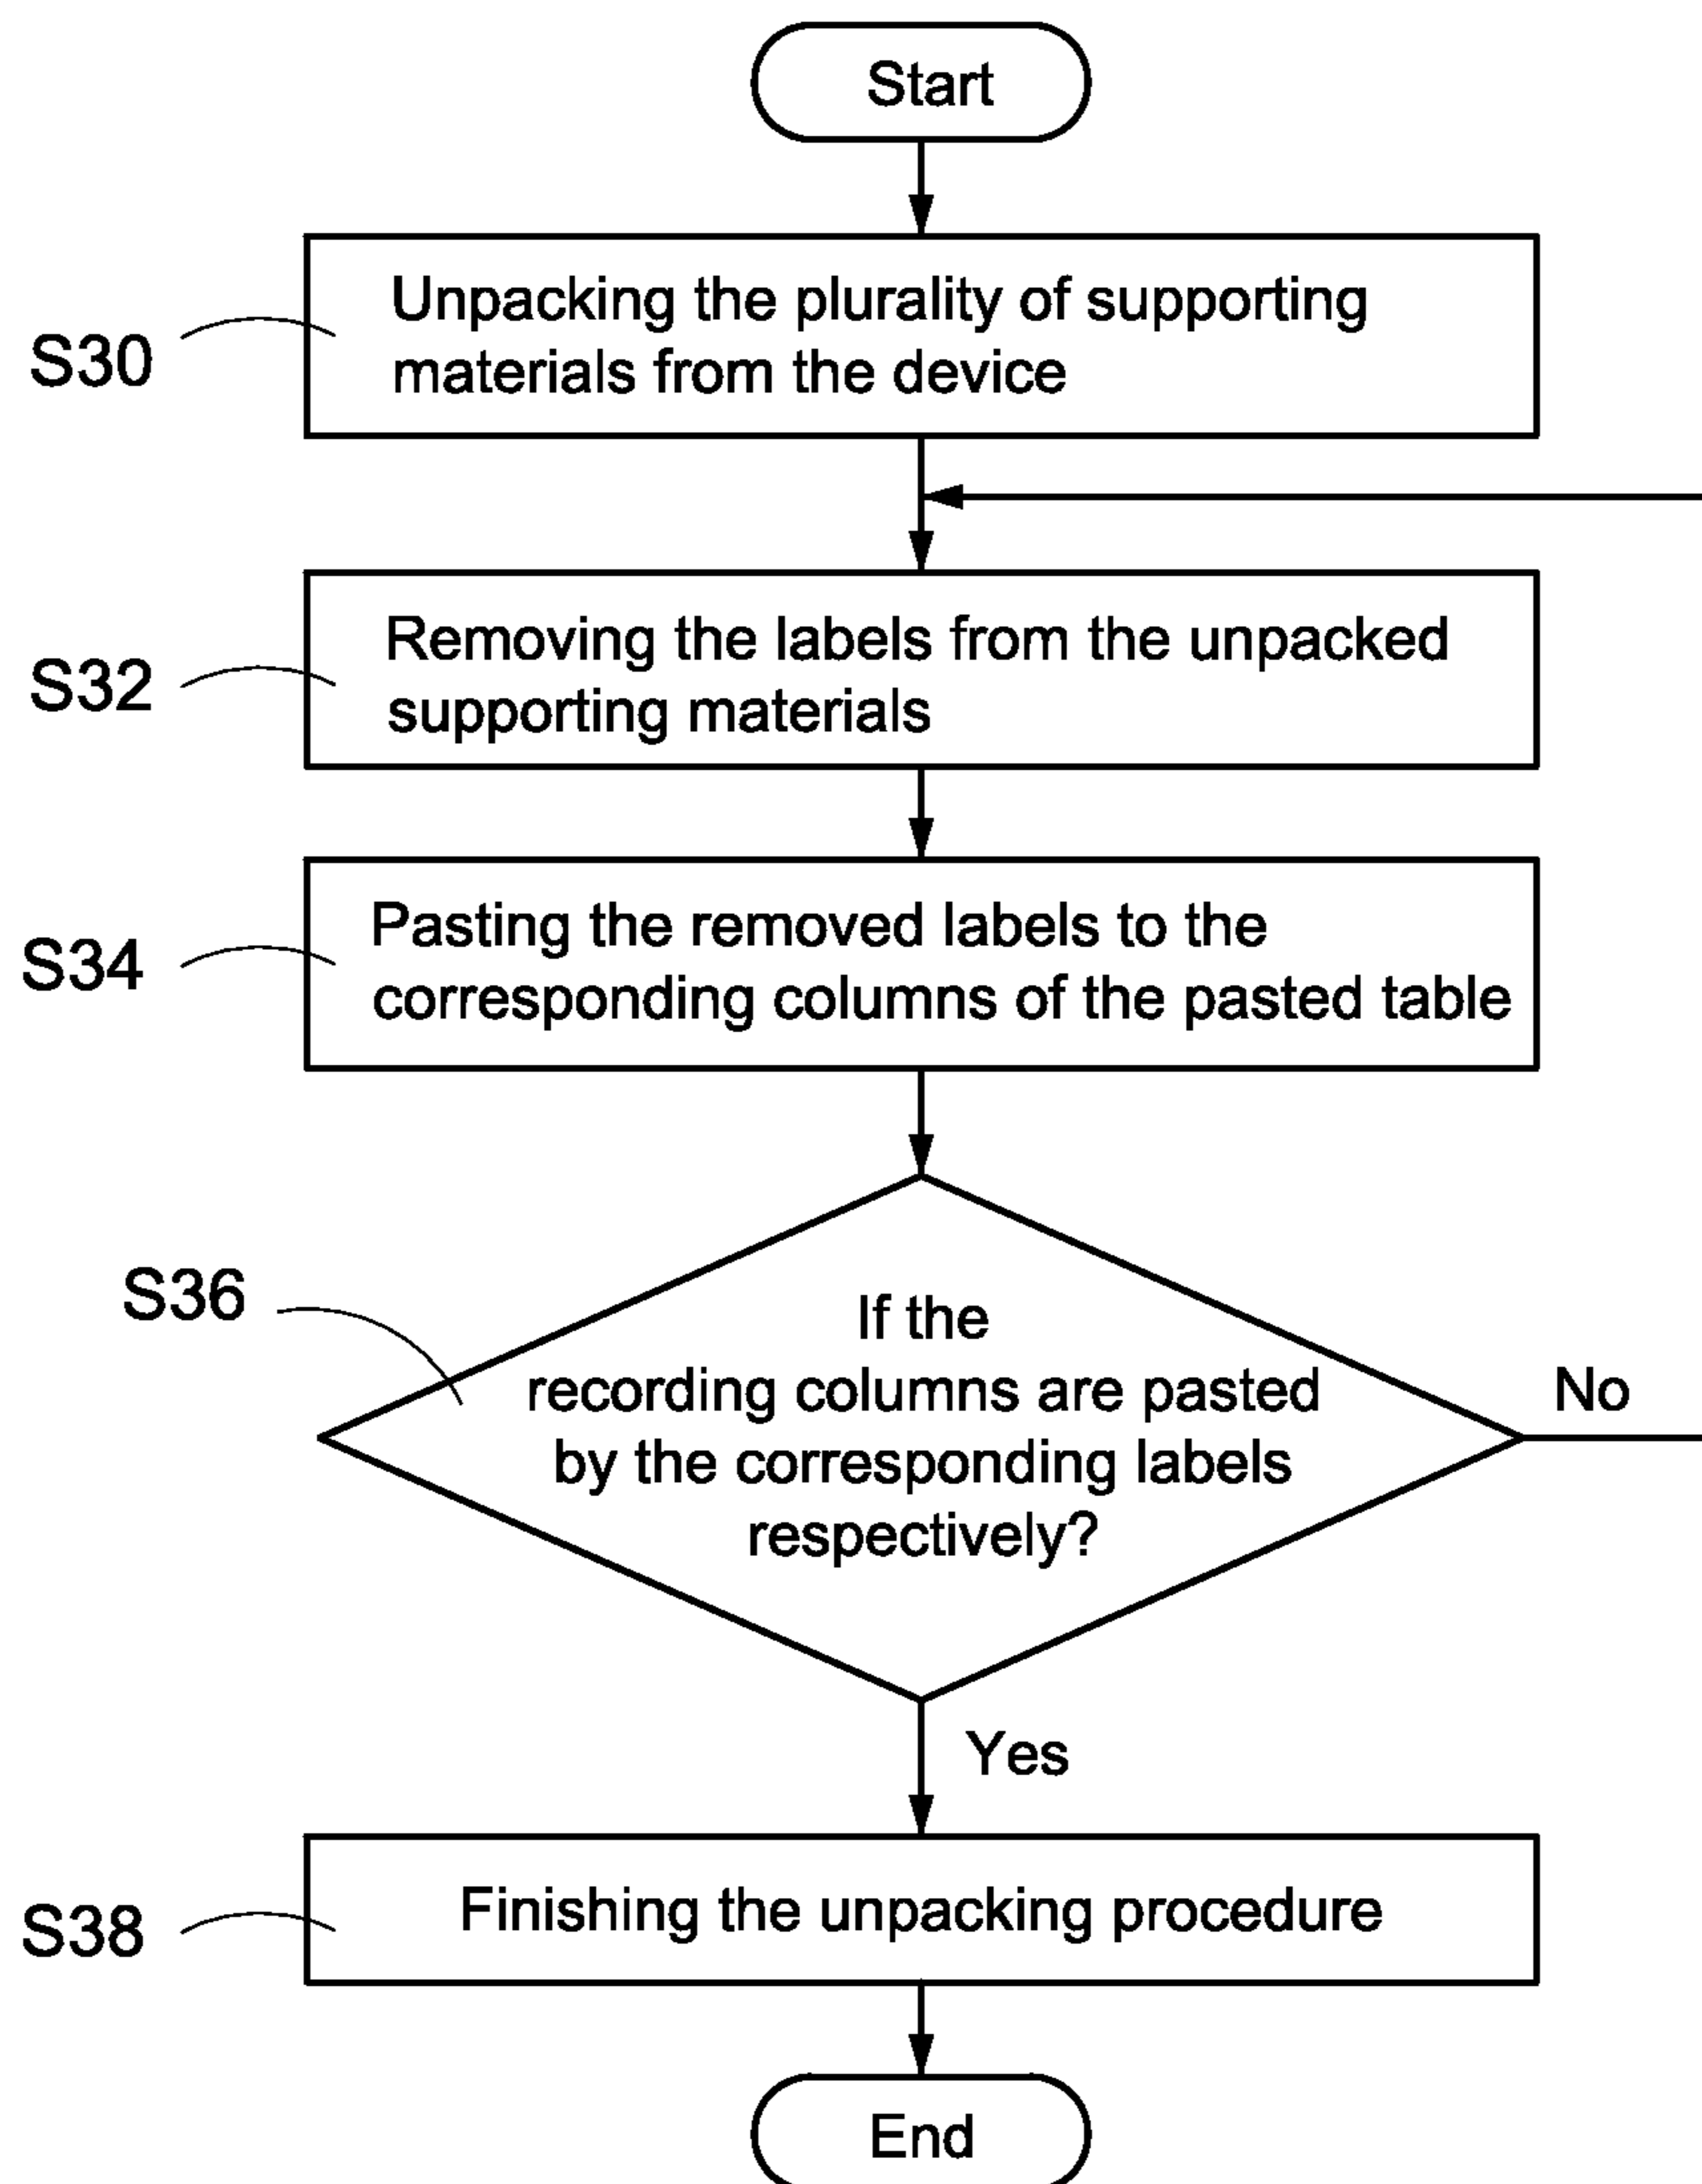 Start
Unpacking the plurality of supporting
materials from the device
S30
Removing the labels from the unpacked
supporting materials
S32
Pasting the removed labels to the
corresponding columns of the pasted table
S34
S36
If the
recording columns are pasted
by the corresponding labels
respectively?
No
Yes
Finishing the unpacking procedure
S38
End